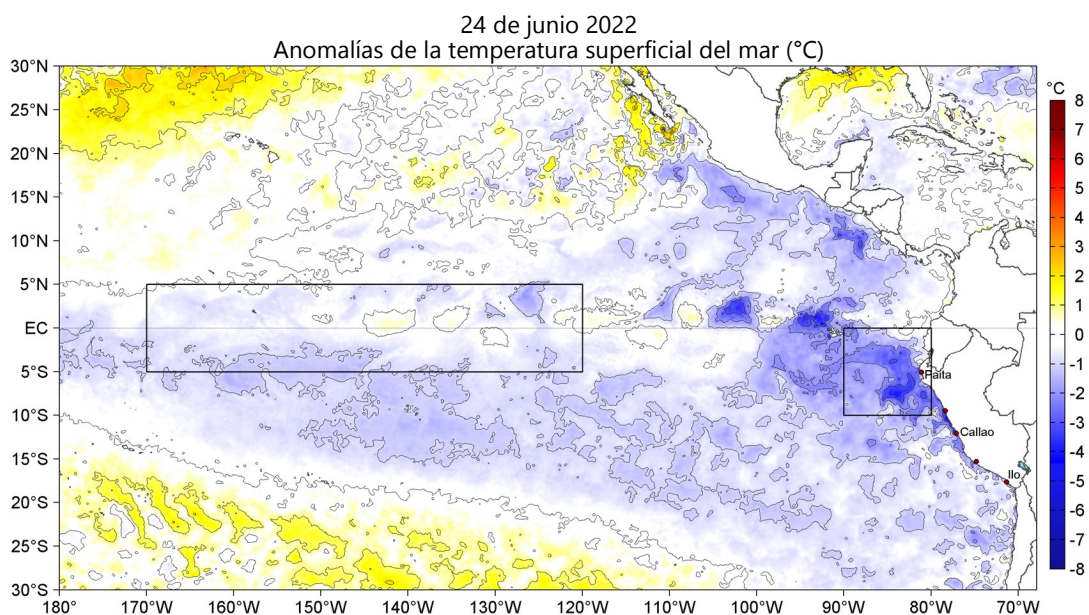 24 de junio 2022
Anomalías de la temperatura superficial del mar (°C)
30°N
25°N
20°N
15°N
10°N
5°N
EC
5°S
10°S
15°S
20°S
25°S
30°S
180
170°W
160°W
150°W
140°W
130°W
120°W
110°W
100°W
90°W
80°W
70°W
Paita
Callao
Ilo
°C
8
7
6
5
4
3
2
1
0
-1
-2
-3
-4
-5
-6
-7
-8